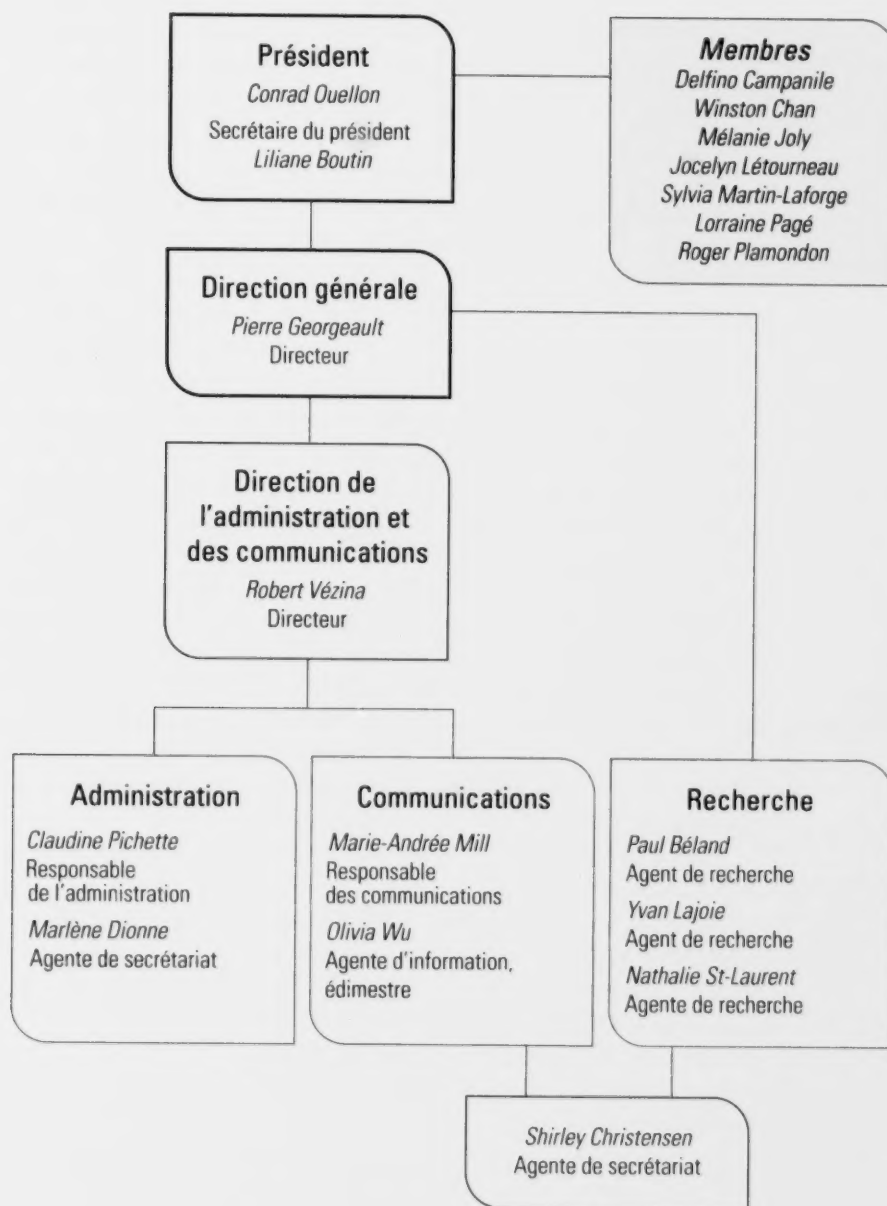 Président
Conrad Ouellon
Secrétaire du président
Liliane Boutin
Membres
Delfino Campanile
Winston Chan
Mélanie Joly
Jocelyn Létourneau
Sylvia Martin-Laforge
Lorraine Pagé
Roger Plamondon
Direction générale
Pierre Georgeault
Directeur
Direction de
l'administration et
des communications
Robert Vézina
Directeur
Administration
Claudine Pichette
Responsable
de l'administration
Marlène Dionne
Agente de secrétariat
Communications
Marie-Andrée Mill
Responsable
des communications
Olivia Wu
Agente d'information,
édimestre
Recherche
Paul Béland
Agent de recherche
Yvan Lajoie
Agent de recherche
Nathalie St-Laurent
Agente de recherche
Shirley Christensen
Agente de secrétariat